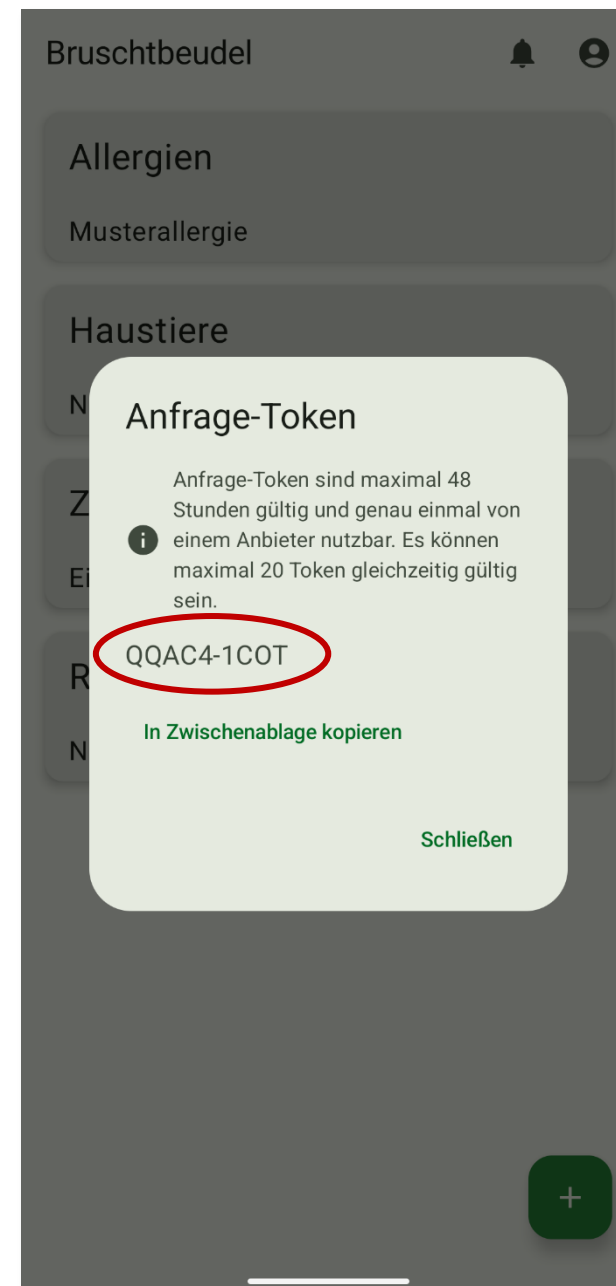 Bruschtbeudel
Allergien
Musterallergie
Haustiere
Anfrage-Token
Anfrage-Token sind maximal 48
Stunden gültig und genau einmal von
einem Anbieter nutzbar. Es können
maximal 20 Token gleichzeitig gültig
sein.
QQAC4-1COT
In Zwischenablage kopieren
Schließen